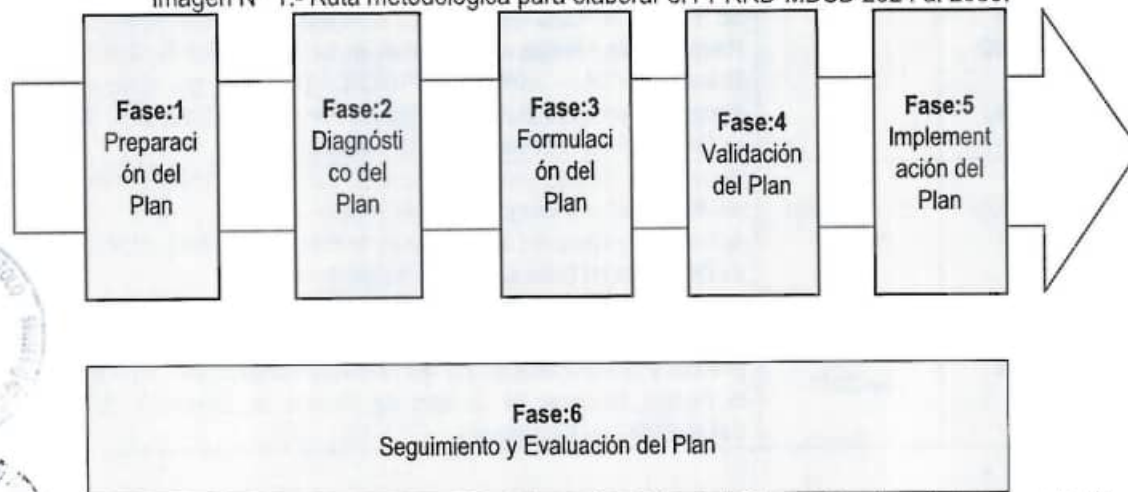 Imagen N° 1.- Ruta metodológica para elaborar el PPRRD-MDCD 2024 al 2030.
Fase:1
Preparaci
ón del
Plan
Fase:2
Diagnósti
co del
Plan
Fase:3
Formulaci
ón del
Plan
Fase:4
Validación
del Plan
Fase:5
Implement
ación del
Plan
Fase:6
Seguimiento y Evaluación del Plan